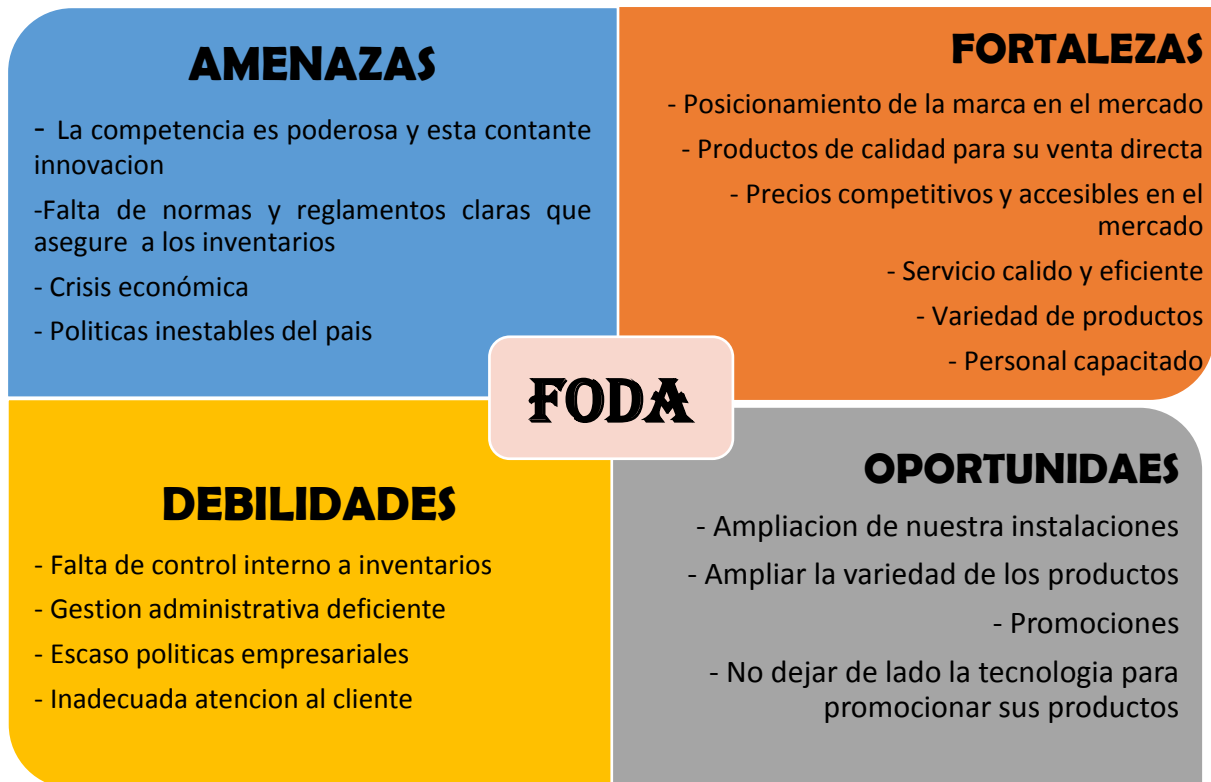 AMENAZAS
- La competencia es poderosa y esta contante
innovacion
-Falta de normas y reglamentos claras que
asegure a los inventarios
- Crisis económica
- Politicas inestables del pais
FORTALEZAS
- Posicionamiento de la marca en el mercado
- Productos de calidad para su venta directa
- Precios competitivos y accesibles en el
mercado
- Servicio calido y eficiente
- Variedad de productos
- Personal capacitado
FODA
DEBILIDADES
- Falta de control interno a inventarios
- Gestion administrativa deficiente
- Escaso politicas empresariales
- Inadecuada atencion al cliente
OPORTUNIDAES
- Ampliacion de nuestra instalaciones
- Ampliar la variedad de los productos
- Promociones
- No dejar de lado la tecnologia para
promocionar sus productos